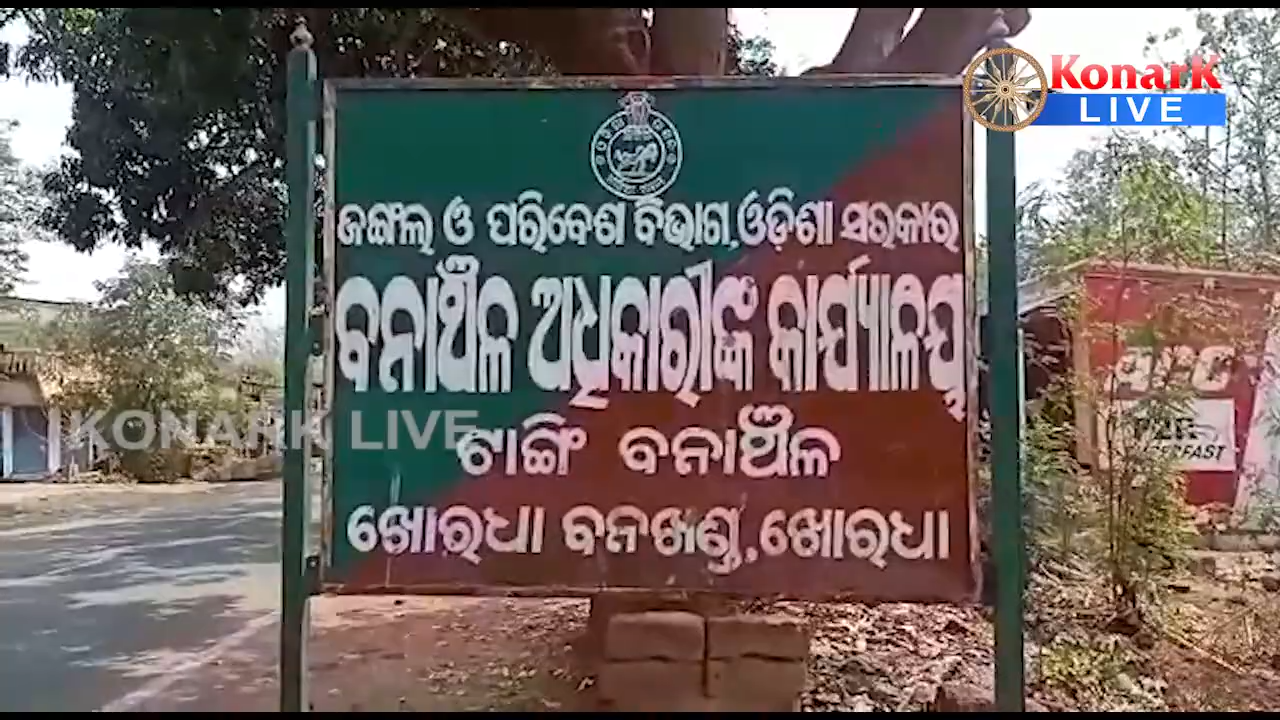 KonarK
LIVE
ଜଙ୍ଗଲ ଓ ପରିବେଶ ବିଭାଗ,ଓଡ଼ିଶା ସରକାର
ବନାଞ୍ଚଳ ଅଧିକାରୀଙ୍କ କାର୍ଯ୍ୟାଳୟ
KONARK LIVE
ଟାଙ୍ଗି ବନାଞ୍ଚଳ
ଖୋରଧା ବନଖଣ୍ଡ,ଖୋରଧା